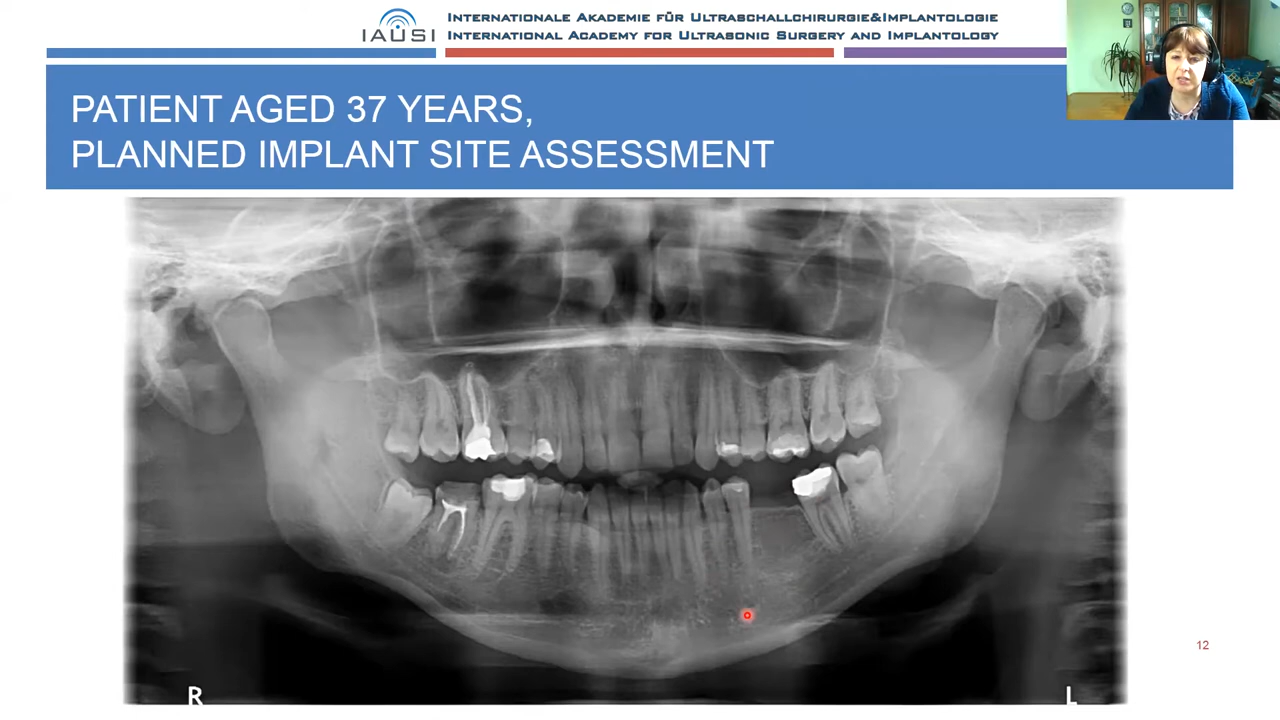 IAUSI
INTERNATIONALE AKADEMIE FÜR ULTRASCHALLCHIRURGIE&IMPLANTOLOGIE
INTERNATIONAL ACADEMY FOR ULTRASONIC SURGERY AND IMPLANTOLOGY
PATIENT AGED 37 YEARS,
PLANNED IMPLANT SITE ASSESSMENT
12
R
L